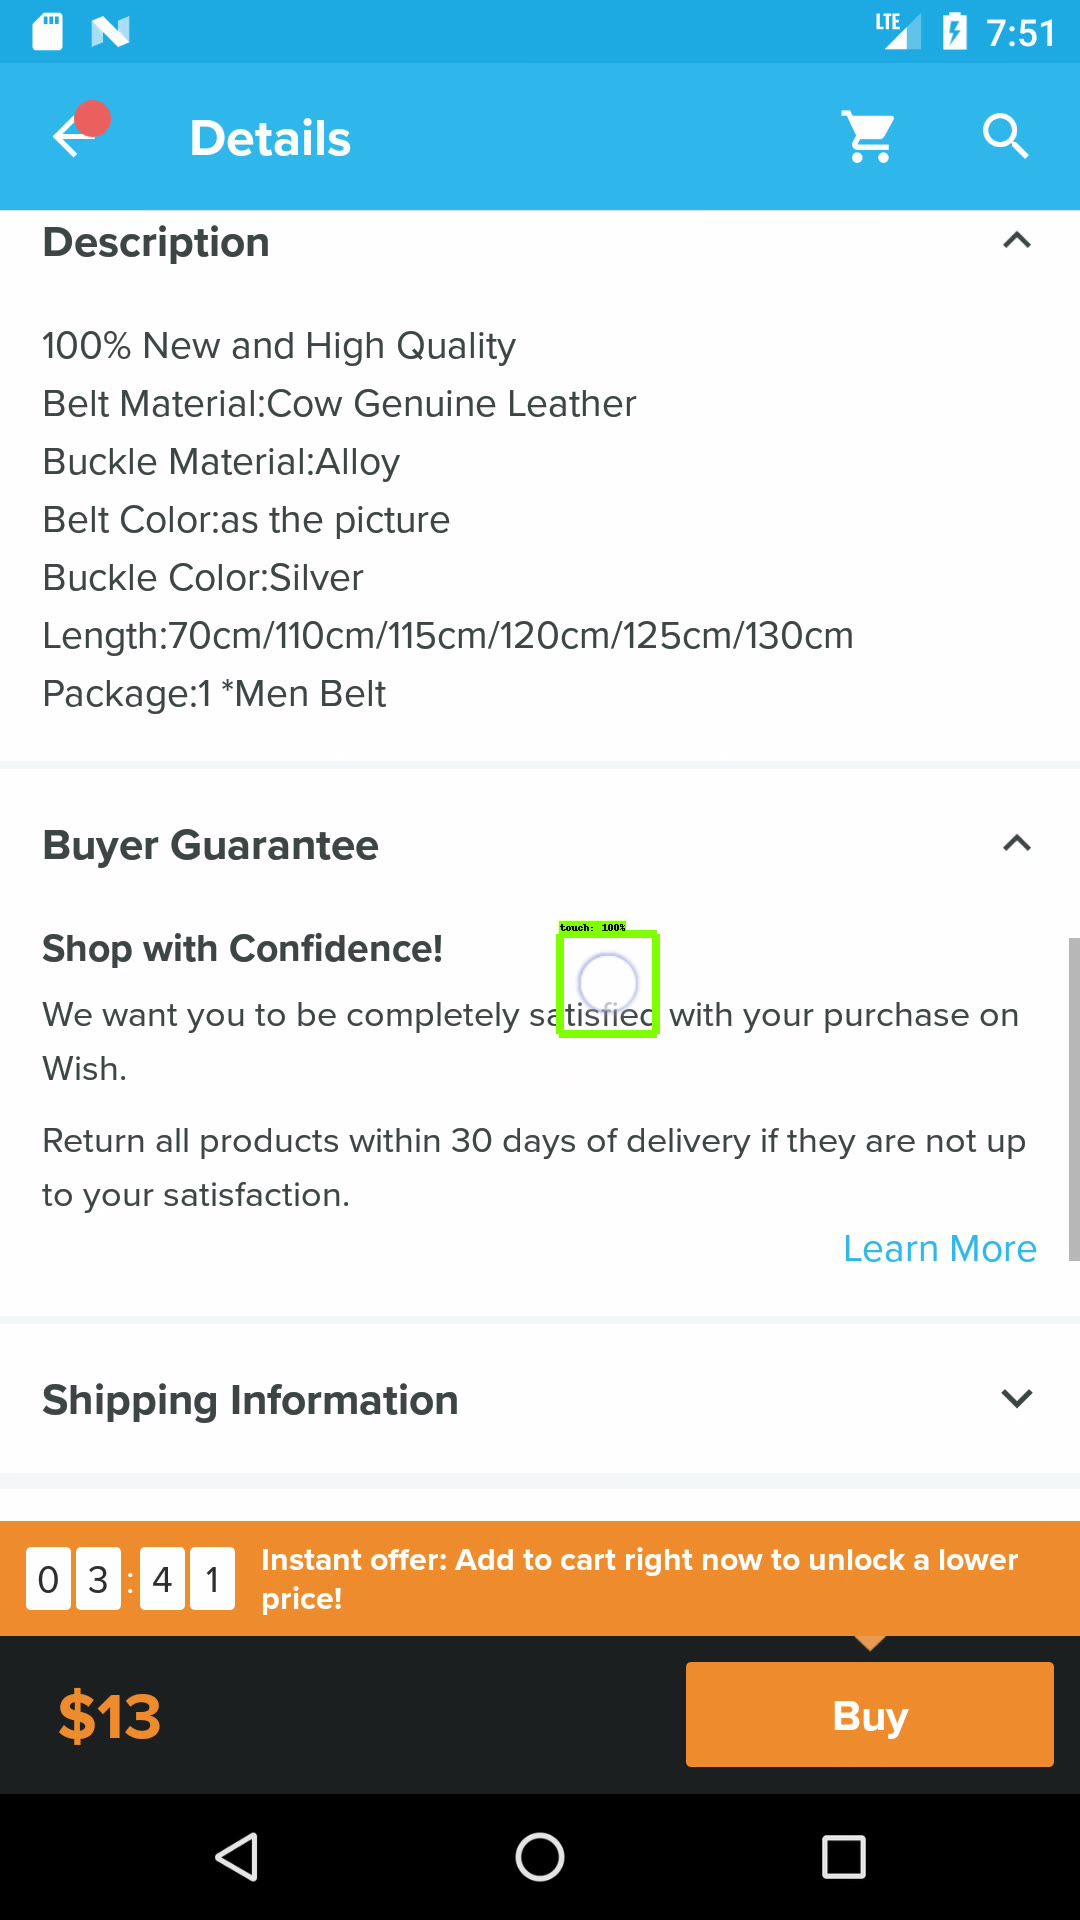 LTE 7:51
Details
Description
100% New and High Quality
Belt Material:Cow Genuine Leather
Buckle Material:Alloy
Belt Color:as the picture
Buckle Color:Silver
Length:70cm/110cm/115cm/120cm/125cm/130cm
Package:1 *Men Belt
Buyer Guarantee
touch: 100%
Shop with Confidence!
We want you to be completely satisfied with your purchase on
Wish.
Return all products within 30 days of delivery if they are not up
to your satisfaction.
Learn More
Shipping Information
03:41
Instant offer: Add to cart right now to unlock a lower
price!
$13
Buy